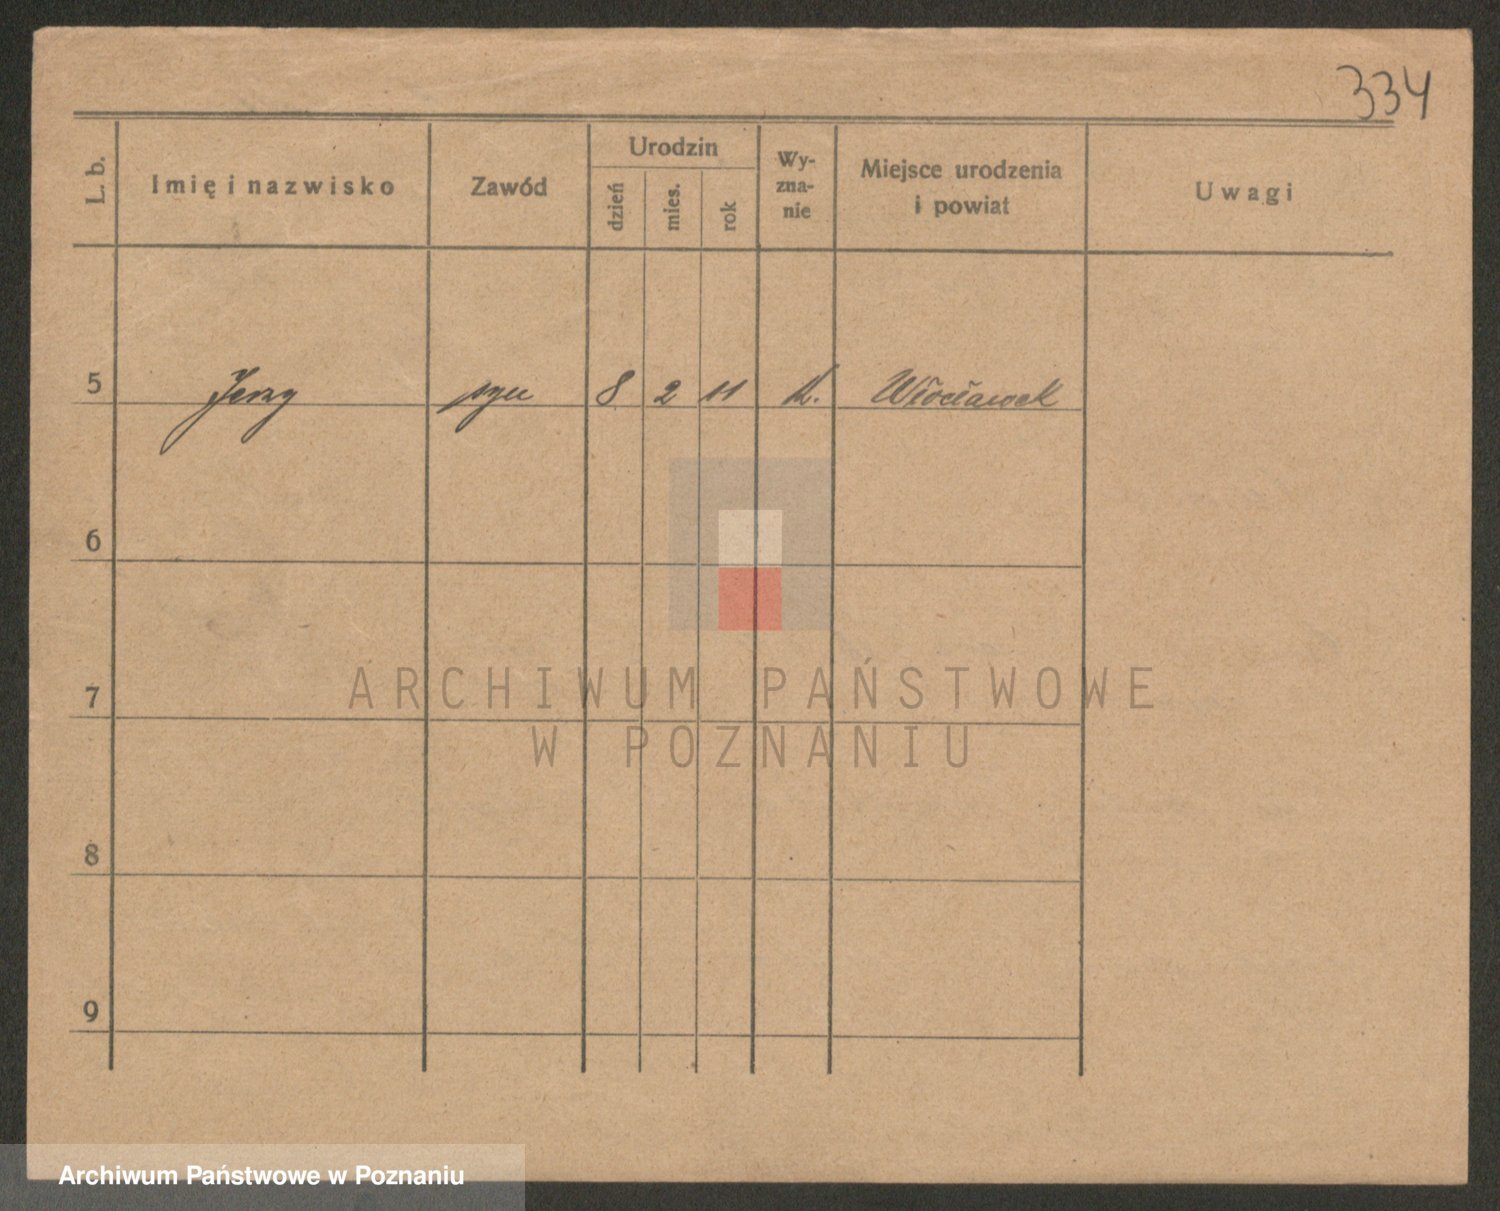 334
L. b. Imię i nazwisko Zawód Urodzin dzień mies. rok Wy-zna-nie Miejsce urodzenia i powiat Uwagi
5 Jerzy syn 8 2 11 k. Włocławek
6
7
8
9
ARCHIWUM PAŃSTWOWE
W POZNANIU
Archiwum Państwowe w Poznaniu